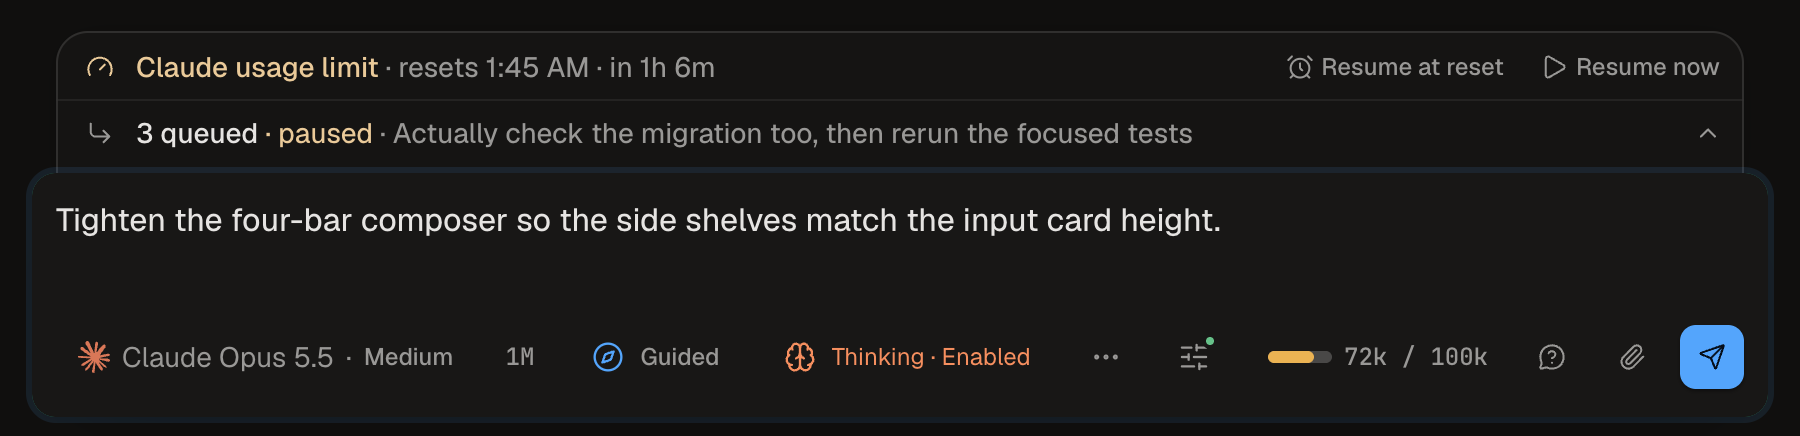 Claude usage limit · resets 1:45 AM · in 1h 6m Resume at reset Resume now
3 queued · paused · Actually check the migration too, then rerun the focused tests
Tighten the four-bar composer so the side shelves match the input card height.
Claude Opus 5.5 · Medium 1M Guided Thinking · Enabled 72k / 100k